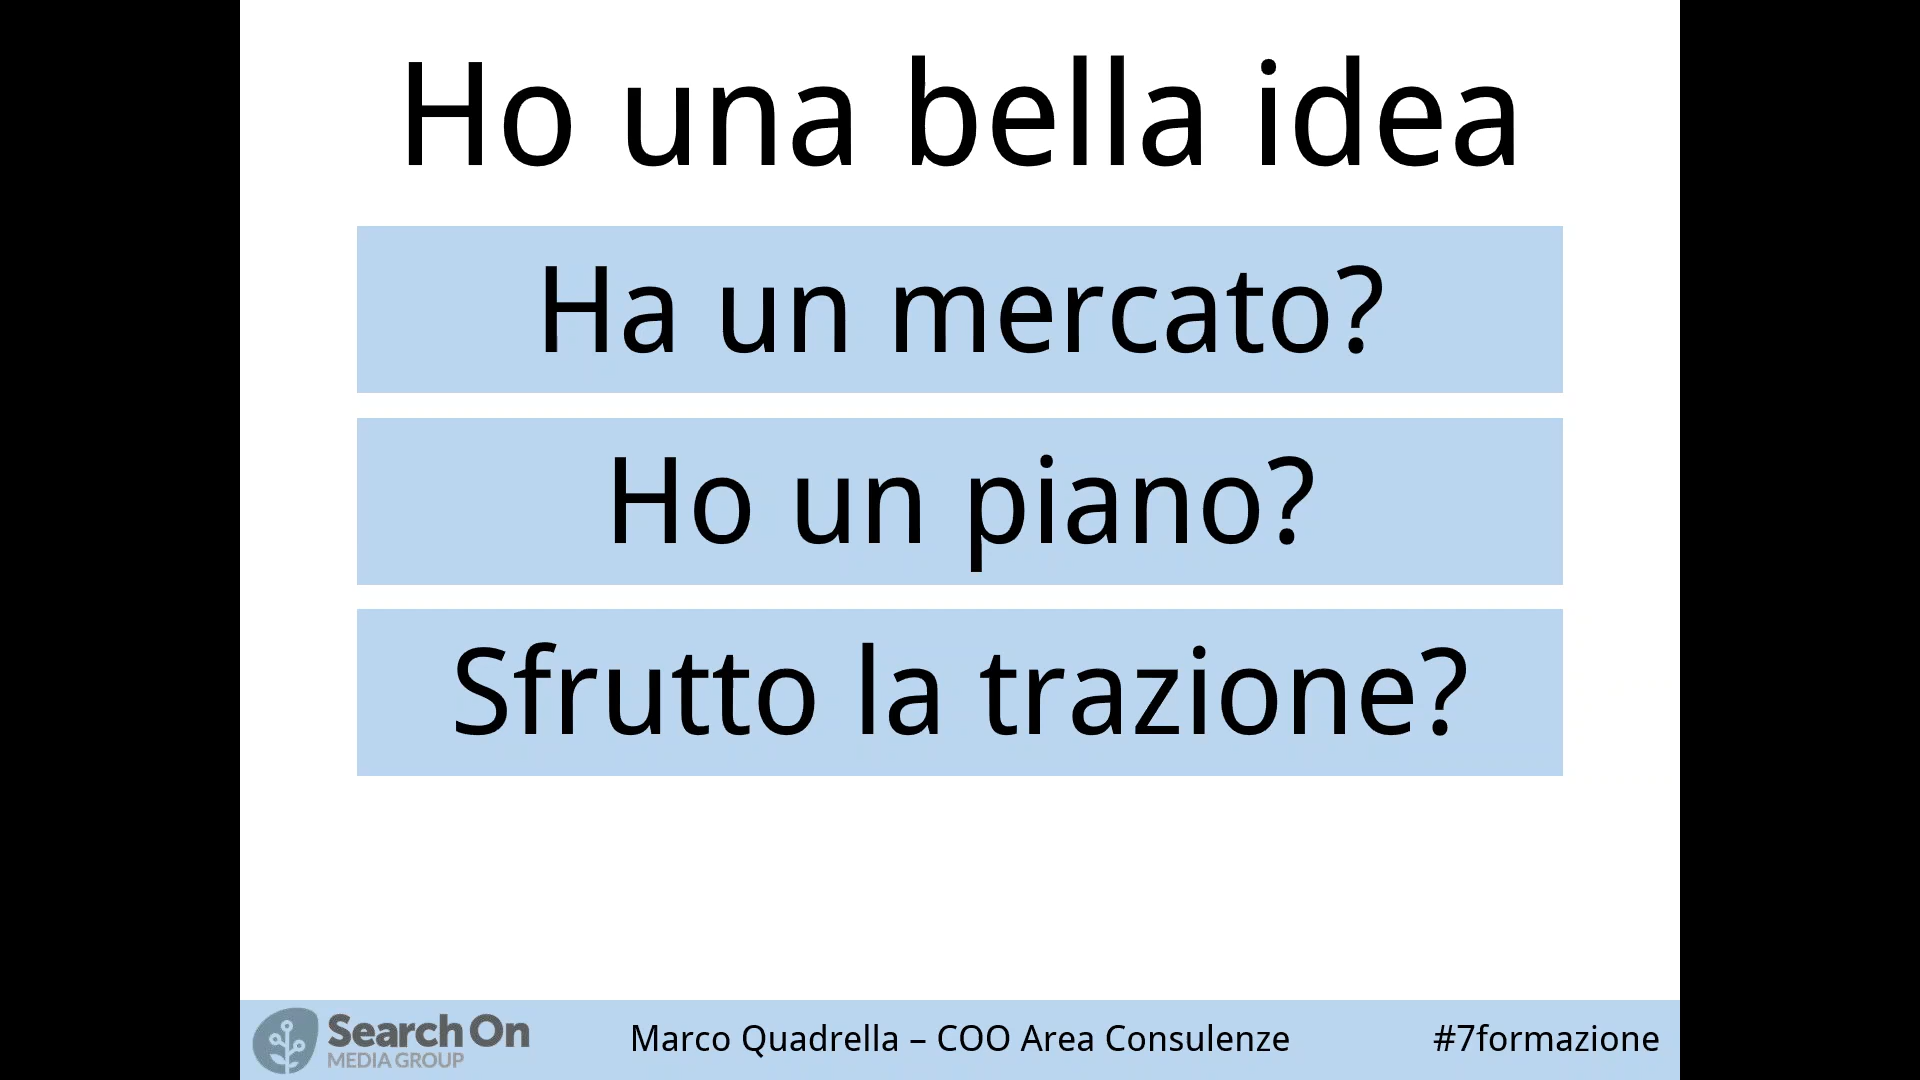 Ho una bella idea
Ha un mercato?
Ho un piano?
Sfrutto la trazione?
Search On
MEDIA GROUP
Marco Quadrella – COO Area Consulenze
#7formazione